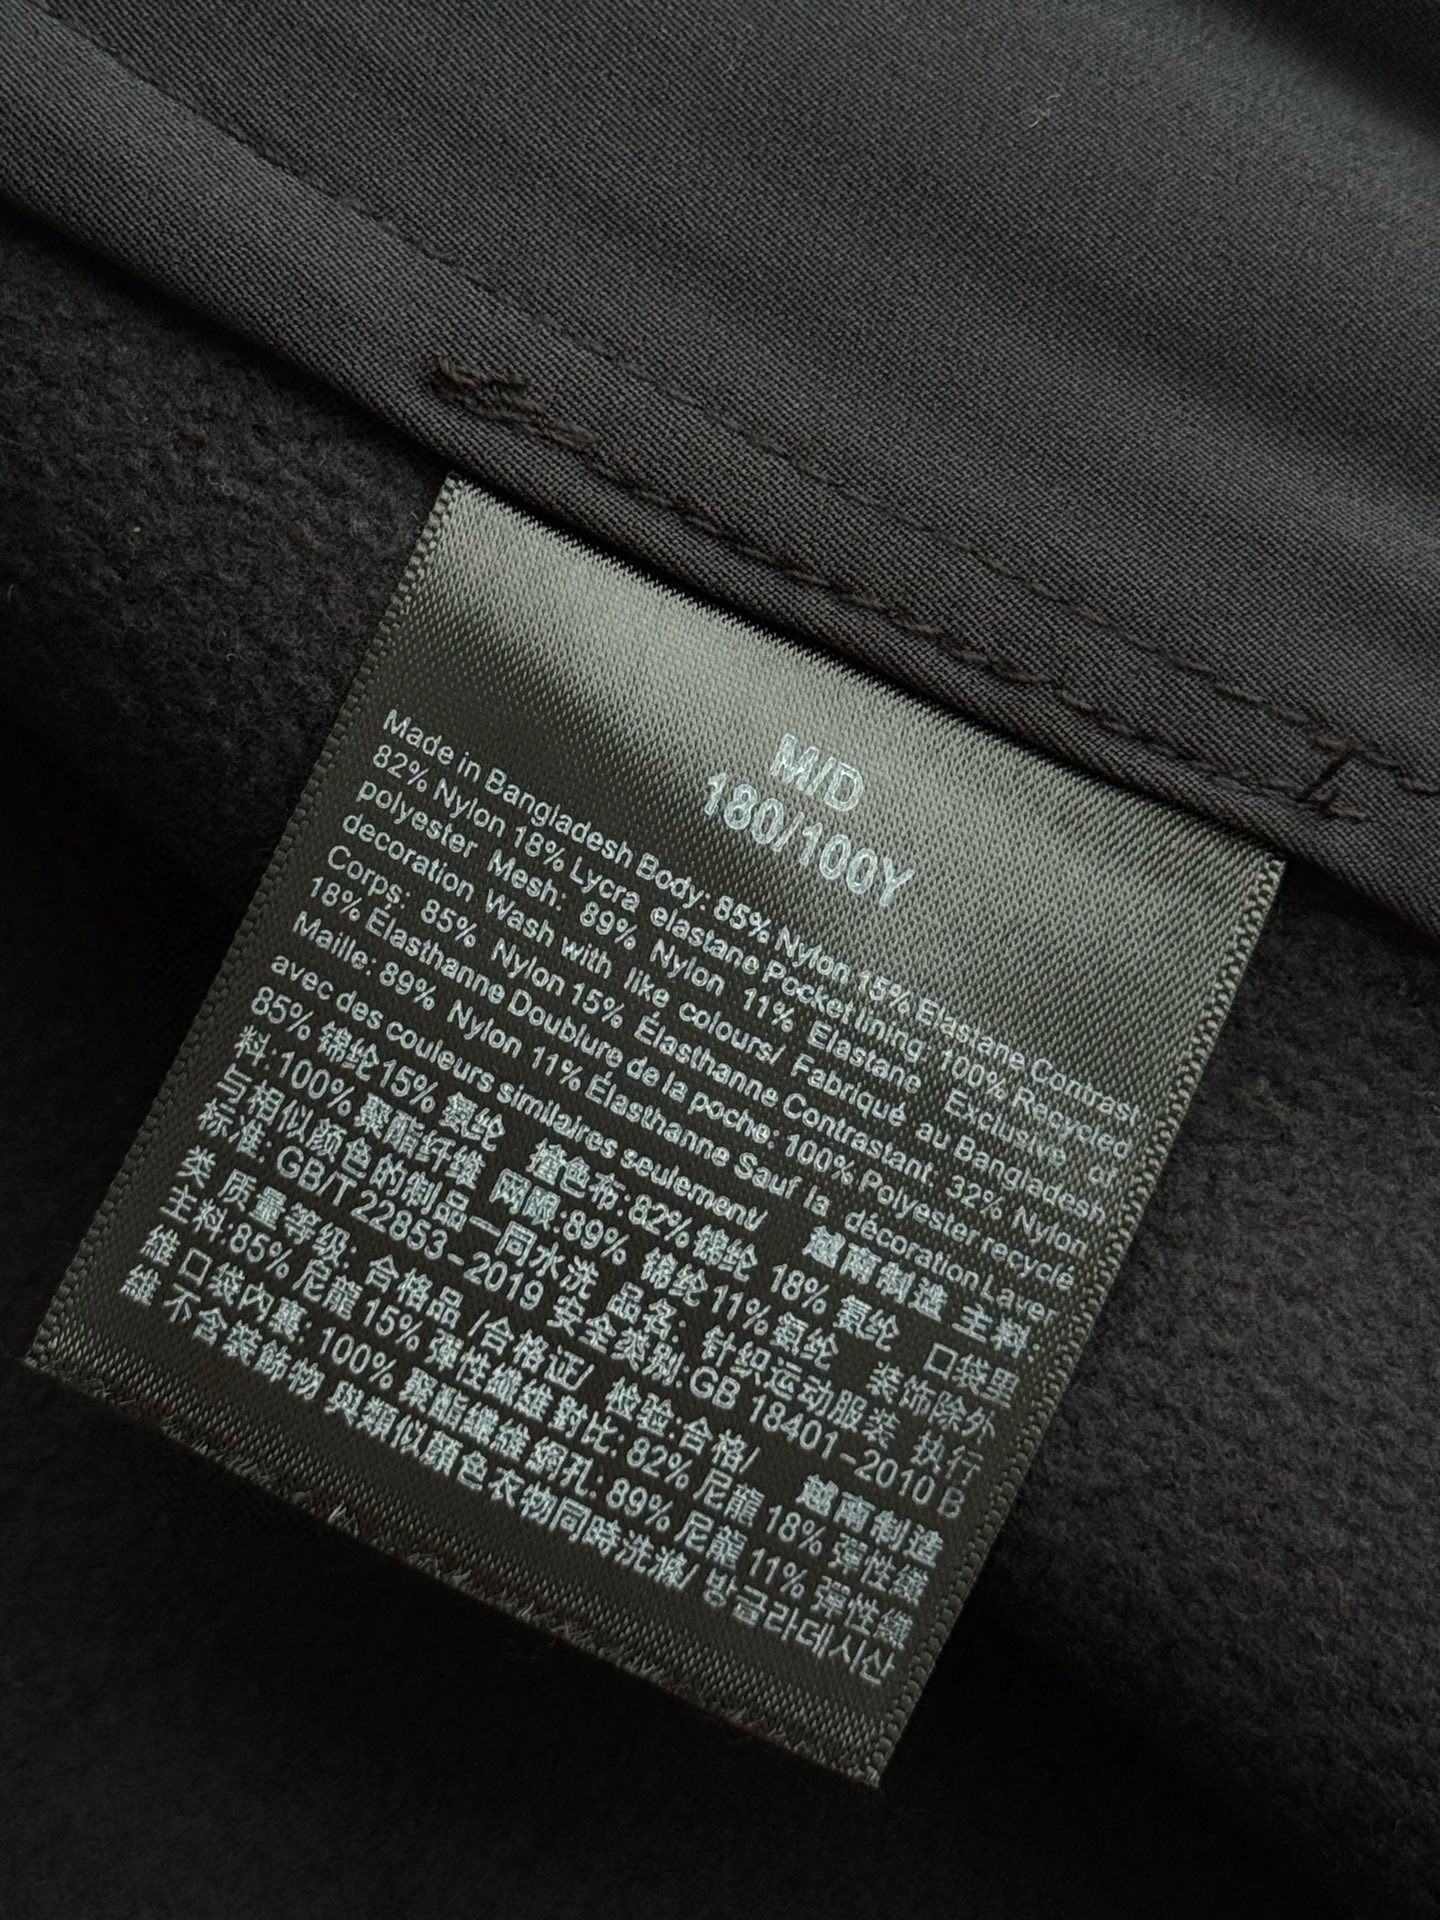 M/D
180/100Y
Made in Bangladesh Body: 85% Nylon 15% Elastane Contrast
82% Nylon 18% Lycra elastane Pocket lining: 100% Recycled
polyester Mesh: 89% Nylon 11% Elastane Exclusive of
decoration Wash with like colours/ Fabriqué au Bangladesh
Corps: 85% Nylon 15% Élasthanne Contrastant 32% Nylon
18% Élasthanne Doublure de la poche: 100% Polyester recyclé
Maille: 89% Nylon 11% Élasthanne Sauf la décoration Laver
avec des couleurs similaires seulement/ 越南制造 主料:
85% 锦纶15% 氨纶 撞色布:82% 锦纶 18% 氨纶 口袋里
料:100% 聚酯纤维 网眼:89% 锦纶11% 氨纶 装饰除外
与相似颜色的制品一同水洗 品名: 针织运动服装 执行
标准: GB/T 22853-2019 安全类别:GB 18401-2010 B
类 质量等级: 合格品 /合格证/ 检验:合格/ 越南制造
主料:85% 尼龍 15% 彈性纖維 對比: 82% 尼龍 18% 彈性纖
維 口袋內裏: 100% 聚酯纖維 網孔: 89% 尼龍 11% 彈性纖
維 不含裝飾物 與類似顏色衣物同時洗滌/ 방글라데시산